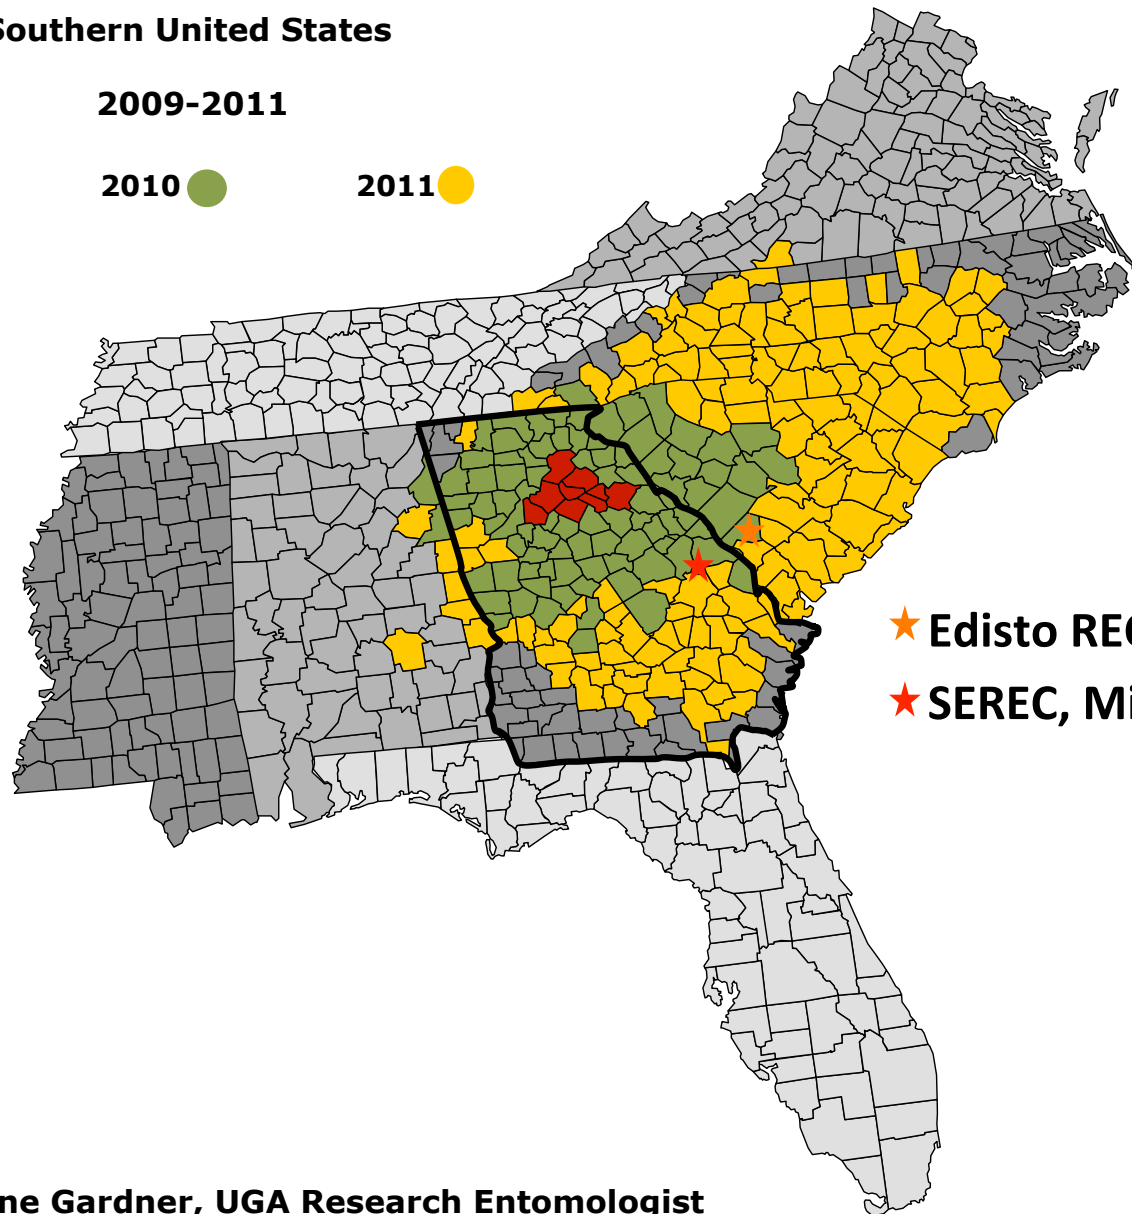 Southern United States
2009-2011
2010
2011
Edisto REC
SEREC, Mi
ne Gardner, UGA Research Entomologist